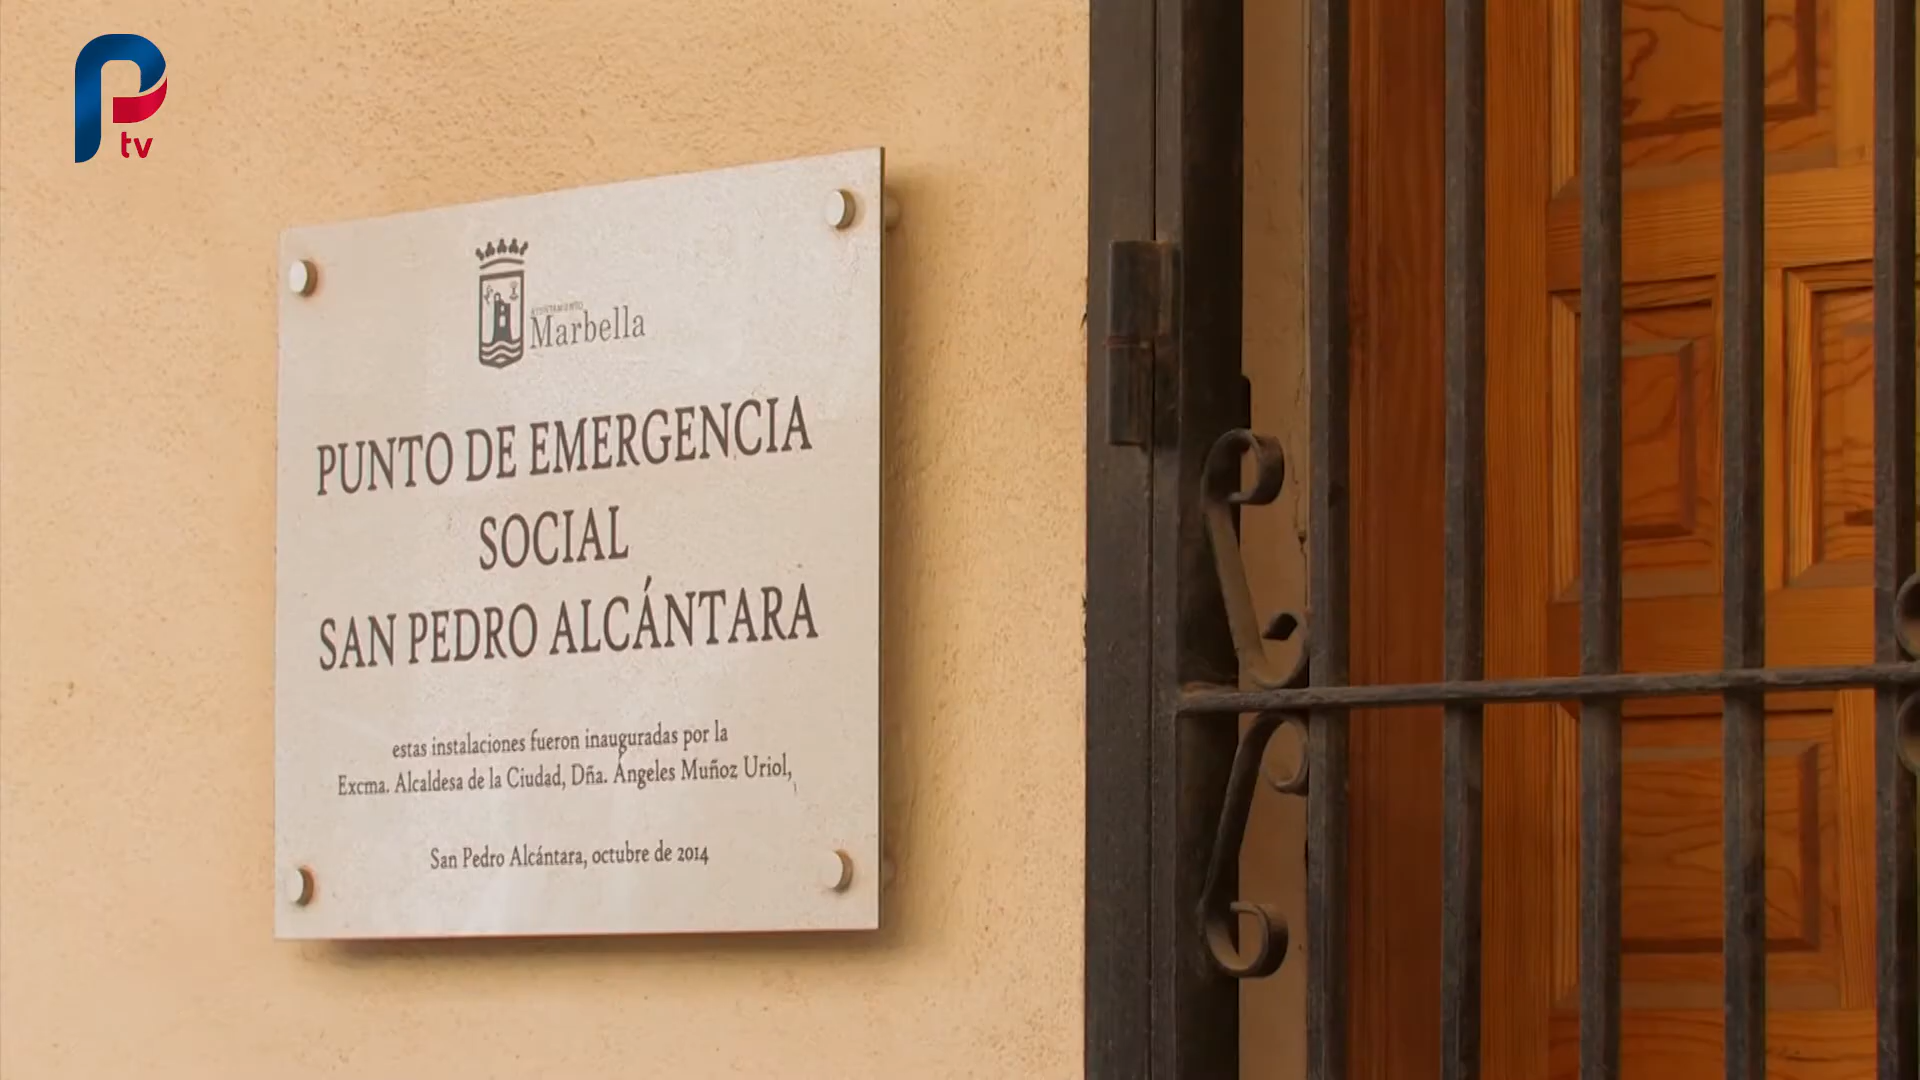 P
tv
AYUNTAMIENTO
Marbella
PUNTO DE EMERGENCIA
SOCIAL
SAN PEDRO ALCÁNTARA
estas instalaciones fueron inauguradas por la
Excma. Alcaldesa de la Ciudad, Dña. Ángeles Muñoz Uriol,
San Pedro Alcántara, octubre de 2014